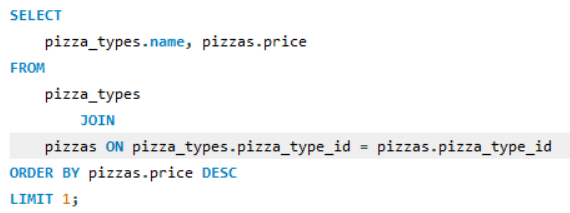 SELECT
    pizza_types.name, pizzas.price
FROM
    pizza_types
        JOIN
    pizzas ON pizza_types.pizza_type_id = pizzas.pizza_type_id
ORDER BY pizzas.price DESC
LIMIT 1;